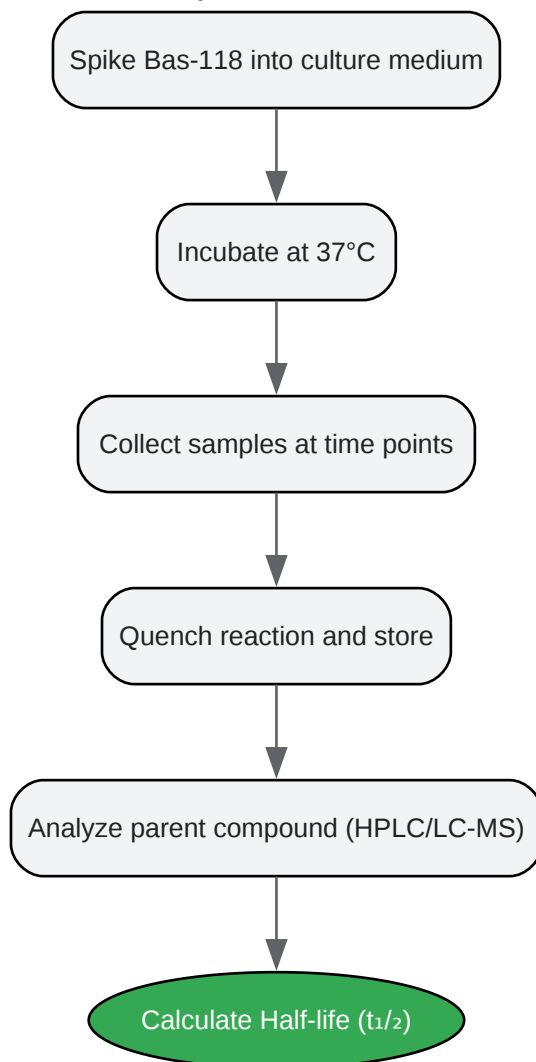 Spike Bas-118 into culture medium
Incubate at 37°C
Collect samples at time points
Quench reaction and store
Analyze parent compound (HPLC/LC-MS)
Calculate Half-life (t₁/₂)